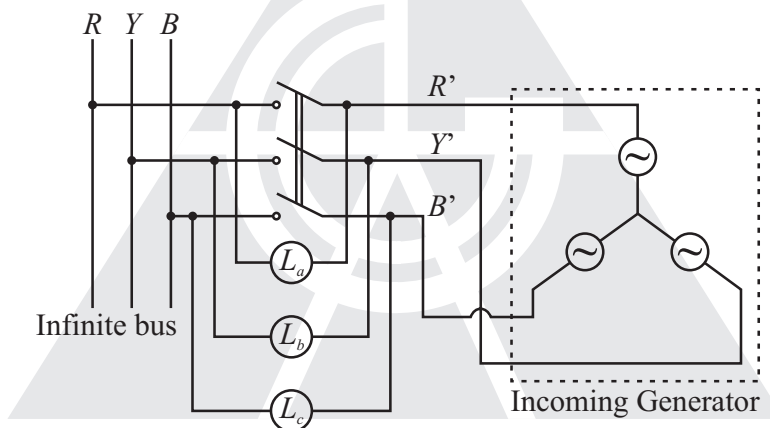 R Y B
R’
Y’
B’
~
~ ~
La
Infinite bus
Lb
Lc
Incoming Generator